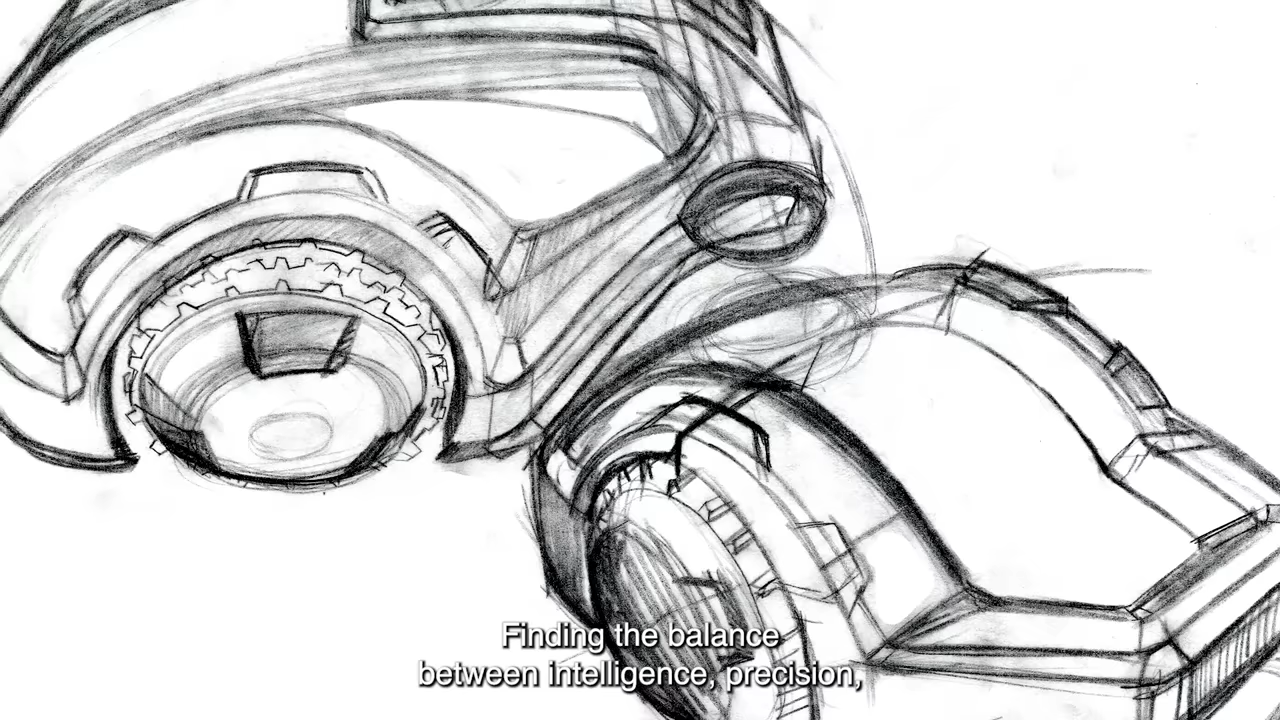 Finding the balance
between intelligence, precision,